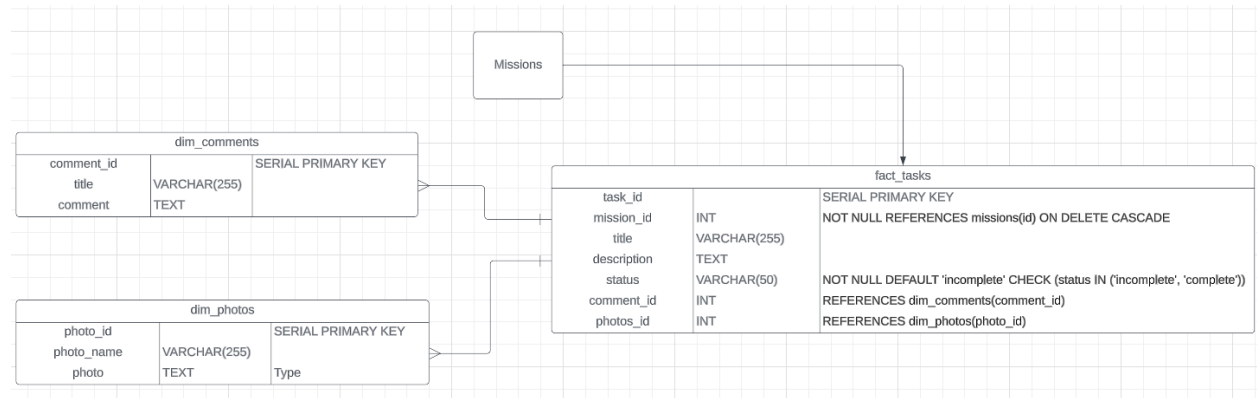 Missions
dim_comments
comment_id SERIAL PRIMARY KEY
title VARCHAR(255)
comment TEXT
fact_tasks
task_id SERIAL PRIMARY KEY
mission_id INT NOT NULL REFERENCES missions(id) ON DELETE CASCADE
title VARCHAR(255)
description TEXT
status VARCHAR(50) NOT NULL DEFAULT 'incomplete' CHECK (status IN ('incomplete', 'complete'))
comment_id INT REFERENCES dim_comments(comment_id)
photos_id INT REFERENCES dim_photos(photo_id)
dim_photos
photo_id SERIAL PRIMARY KEY
photo_name VARCHAR(255)
photo TEXT Type